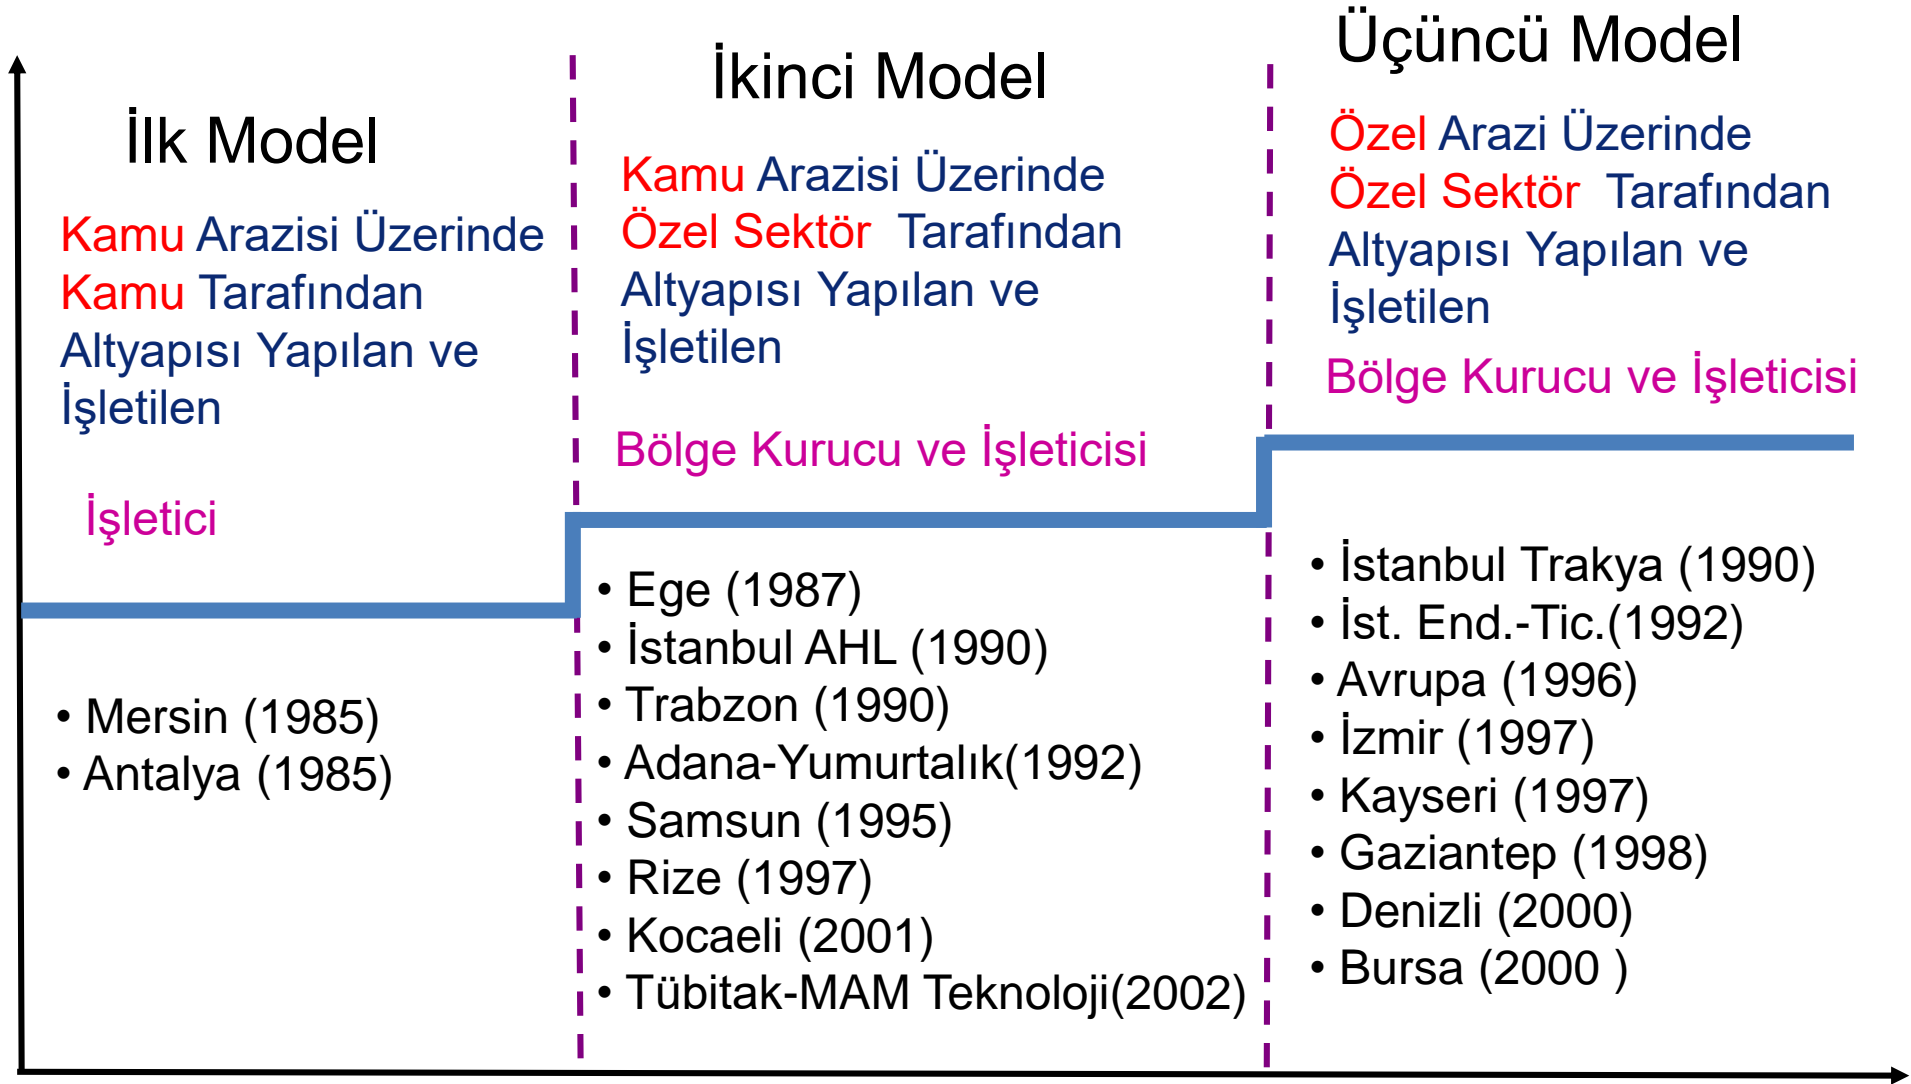 İlk Model
Kamu Arazisi Üzerinde
Kamu Tarafından
Altyapısı Yapılan ve
İşletilen
İşletici
• Mersin (1985)
• Antalya (1985)
İkinci Model
Kamu Arazisi Üzerinde
Özel Sektör Tarafından
Altyapısı Yapılan ve
İşletilen
Bölge Kurucu ve İşleticisi
• Ege (1987)
• İstanbul AHL (1990)
• Trabzon (1990)
• Adana-Yumurtalık(1992)
• Samsun (1995)
• Rize (1997)
• Kocaeli (2001)
• Tübitak-MAM Teknoloji(2002)
Üçüncü Model
Özel Arazi Üzerinde
Özel Sektör Tarafından
Altyapısı Yapılan ve
İşletilen
Bölge Kurucu ve İşleticisi
• İstanbul Trakya (1990)
• İst. End.-Tic.(1992)
• Avrupa (1996)
• İzmir (1997)
• Kayseri (1997)
• Gaziantep (1998)
• Denizli (2000)
• Bursa (2000 )